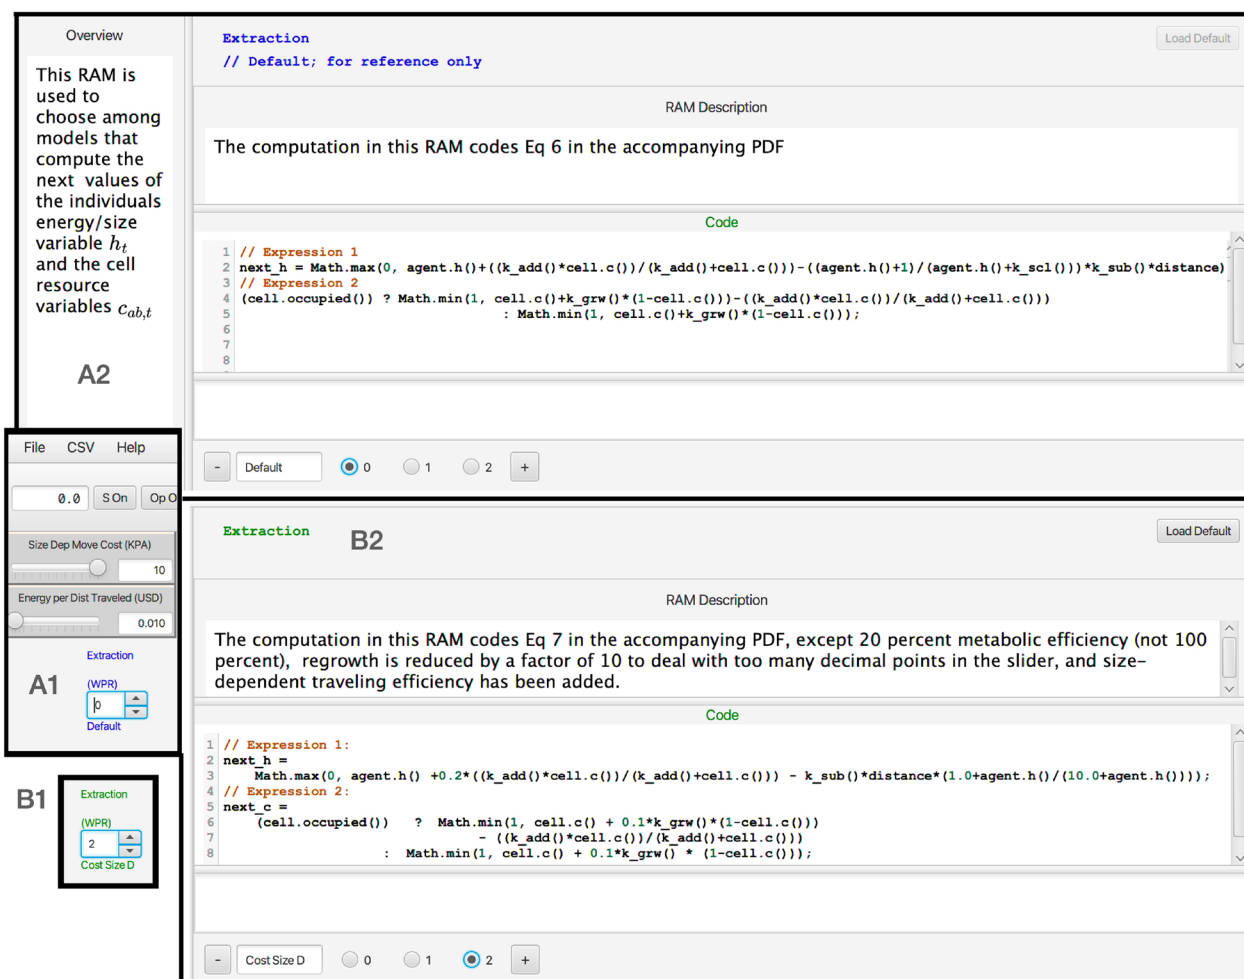 Overview
This RAM is
used to
choose among
models that
compute the
next values of
the individuals
energy/size
variable h_t
and the cell
resource
variables c_{ab,t}
A2
Extraction
// Default; for reference only
Load Default
RAM Description
The computation in this RAM codes Eq 6 in the accompanying PDF
Code
1 // Expression 1
2 next_h = Math.max(0, agent.h()+((k_add()*cell.c())/(k_add()+cell.c()))-((agent.h()+1)/(agent.h()+k_scl()))*k_sub()*distance)
3 // Expression 2
4 (cell.occupied()) ? Math.min(1, cell.c()+k_grw()*(1-cell.c()))-((k_add()*cell.c())/(k_add()+cell.c()))
5 : Math.min(1, cell.c()+k_grw()*(1-cell.c()));
6
7
8
- Default 0 1 2 +
File CSV Help
0.0 S On Op O
Size Dep Move Cost (KPA)
10
Energy per Dist Traveled (USD)
0.010
A1
Extraction
(WPR)
0
Default
B1
Extraction
(WPR)
2
Cost Size D
Extraction
B2
Load Default
RAM Description
The computation in this RAM codes Eq 7 in the accompanying PDF, except 20 percent metabolic efficiency (not 100
percent), regrowth is reduced by a factor of 10 to deal with too many decimal points in the slider, and size-
dependent traveling efficiency has been added.
Code
1 // Expression 1:
2 next_h =
3 Math.max(0, agent.h() +0.2*((k_add()*cell.c())/(k_add()+cell.c())) - k_sub()*distance*(1.0+agent.h()/(10.0+agent.h())));
4 // Expression 2:
5 next_c =
6 (cell.occupied()) ? Math.min(1, cell.c() + 0.1*k_grw()*(1-cell.c()))
7 - ((k_add()*cell.c())/(k_add()+cell.c()))
8 : Math.min(1, cell.c() + 0.1*k_grw() * (1-cell.c()));
- Cost Size D 0 1 2 +